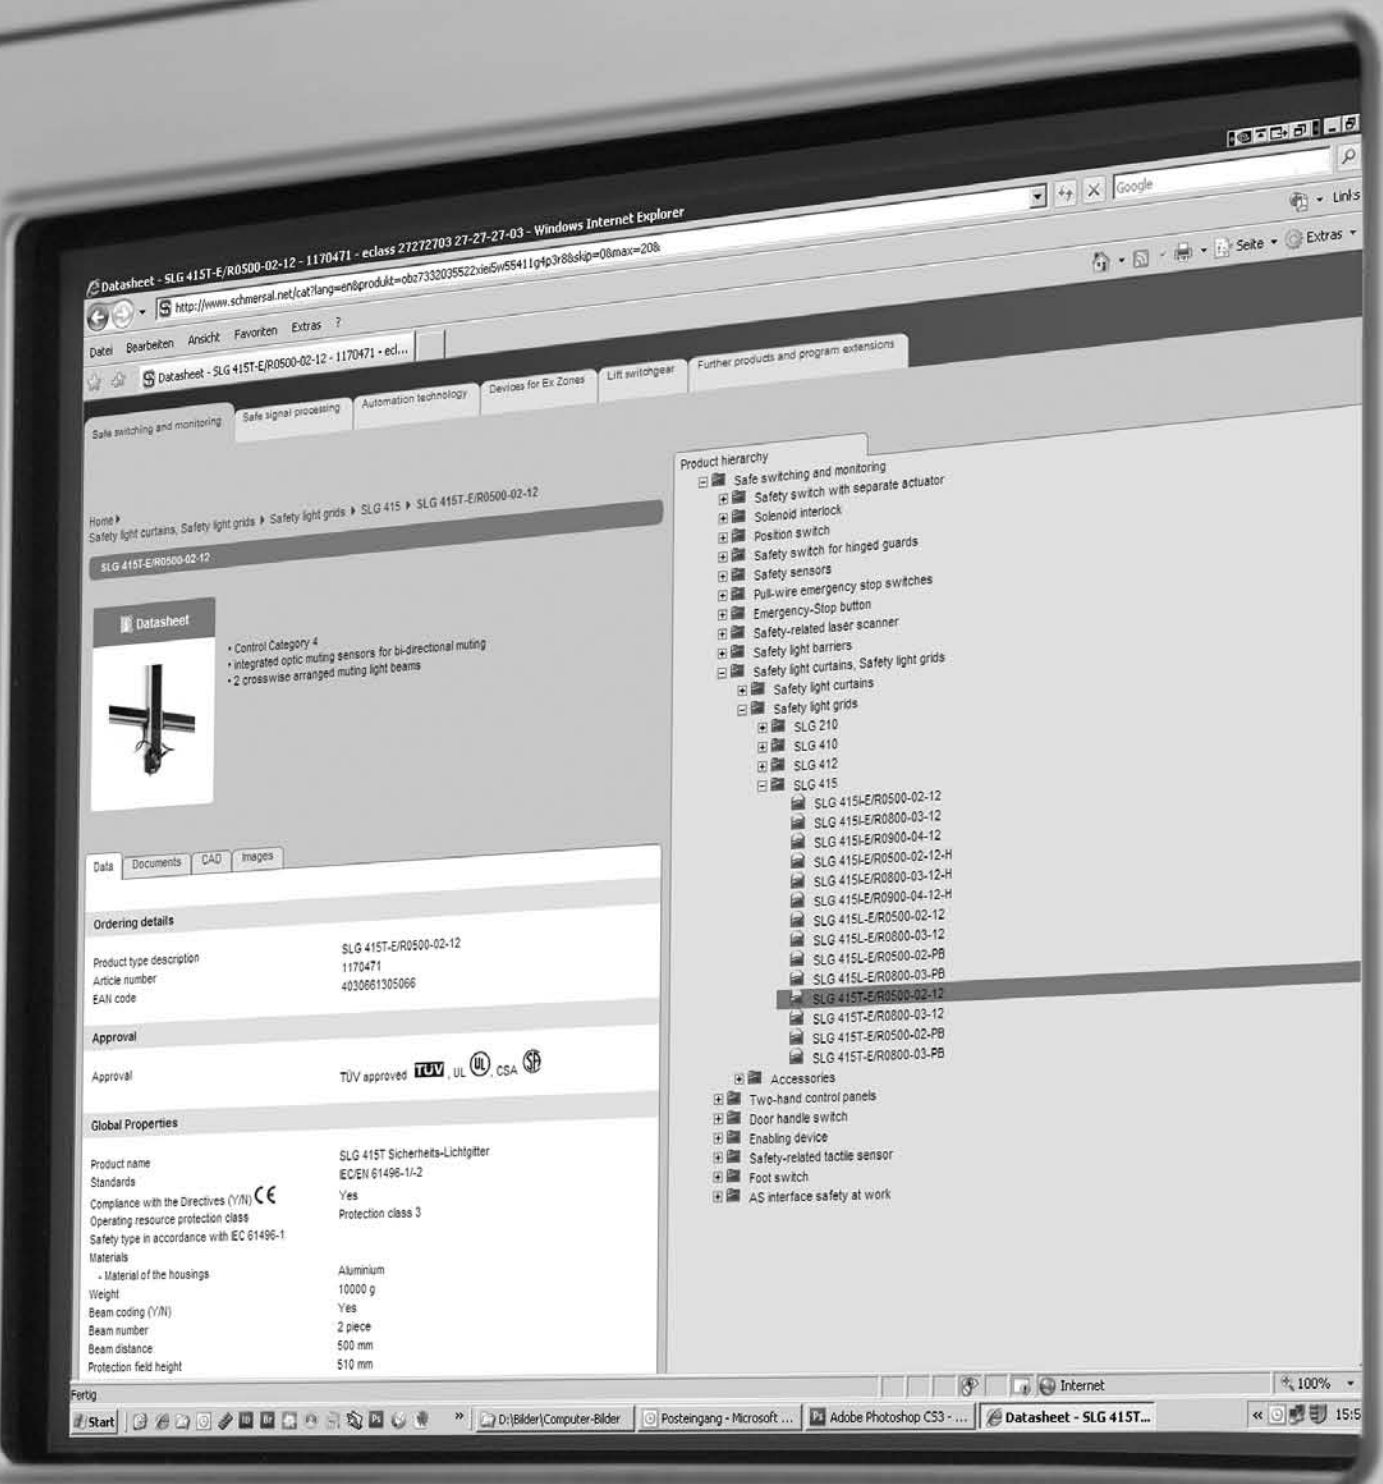 Datasheet - SLG 415T-E/R0500-02-12 - 1170471 - eclass 27272703 27-27-27-03 - Windows Internet Explorer
Google
Links
Datei Bearbeiten Ansicht Favoriten Extras ?
Datasheet - SLG 415T-E/R0500-02-12 - 1170471 - ecl...
Seite Extras
Safe switching and monitoring
Safe signal processing
Automation technology
Devices for Ex Zones
Lift switchgear
Further products and program extensions
Home
Safety light curtains, Safety light grids Safety light grids SLG 415 SLG 415T-E/R0500-02-12
SLG 415T-E/R0500-02-12
Datasheet
• Control Category 4
• integrated optic muting sensors for bi-directional muting
• 2 crosswise arranged muting light beams
Data Documents CAD Images
Ordering details
Product type description SLG 415T-E/R0500-02-12
Article number 1170471
EAN code 4030661305066
Approval
Approval TÜV approved TÜV , UL UL, CSA
Global Properties
Product name SLG 415T Sicherheits-Lichtgitter
Standards IEC/EN 61496-1/-2
Compliance with the Directives (Y/N) CE Yes
Operating resource protection class Protection class 3
Safety type in accordance with IEC 61496-1
Materials
- Material of the housings Aluminium
Weight 10000 g
Beam coding (Y/N) Yes
Beam number 2 piece
Beam distance 500 mm
Protection field height 510 mm
Product hierarchy
Safe switching and monitoring
Safety switch with separate actuator
Solenoid interlock
Position switch
Safety switch for hinged guards
Safety sensors
Pull-wire emergency stop switches
Emergency-Stop button
Safety-related laser scanner
Safety light barriers
Safety light curtains, Safety light grids
Safety light curtains
Safety light grids
SLG 210
SLG 410
SLG 412
SLG 415
SLG 415I-E/R0500-02-12
SLG 415I-E/R0800-03-12
SLG 415I-E/R0900-04-12
SLG 415I-E/R0500-02-12-H
SLG 415I-E/R0800-03-12-H
SLG 415I-E/R0900-04-12-H
SLG 415L-E/R0500-02-12
SLG 415L-E/R0800-03-12
SLG 415L-E/R0500-02-PB
SLG 415L-E/R0800-03-PB
SLG 415T-E/R0500-02-12
SLG 415T-E/R0800-03-12
SLG 415T-E/R0500-02-PB
SLG 415T-E/R0800-03-PB
Accessories
Two-hand control panels
Door handle switch
Enabling device
Safety-related tactile sensor
Foot switch
AS interface safety at work
Fertig
Internet
100%
Start
D:\Bilder\Computer-Bilder
Posteingang - Microsoft ...
Adobe Photoshop CS3 - ...
Datasheet - SLG 415T...
15:5